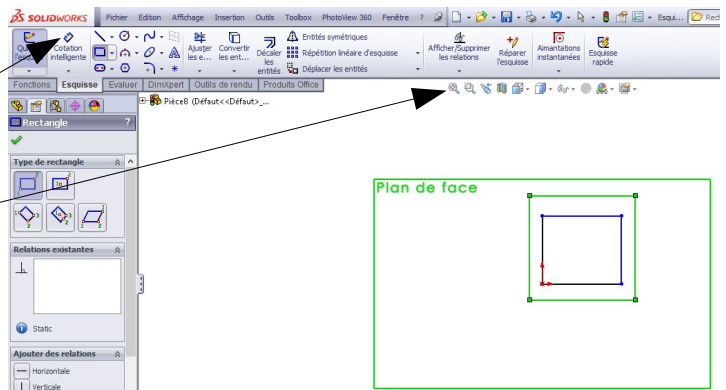 SOLIDWORKS Fichier Edition Affichage Insertion Outils Toolbox PhotoView 360 Fenêtre ? Esqui... Rech
Cotation intelligente
Ajuster les e...
Convertir les ent...
Décaler les entités
Entités symétriques
Répétition linéaire d'esquisse
Déplacer les entités
Afficher/Supprimer les relations
Réparer l'esquisse
Aimantations instantanées
Esquisse rapide
Fonctions Esquisse Evaluer DimXpert Outils de rendu Produits Office
Pièce8 (Défaut<<Défaut>_...
Rectangle ?
Type de rectangle
Plan de face
Relations existantes
Static
Ajouter des relations
Horizontale
Verticale